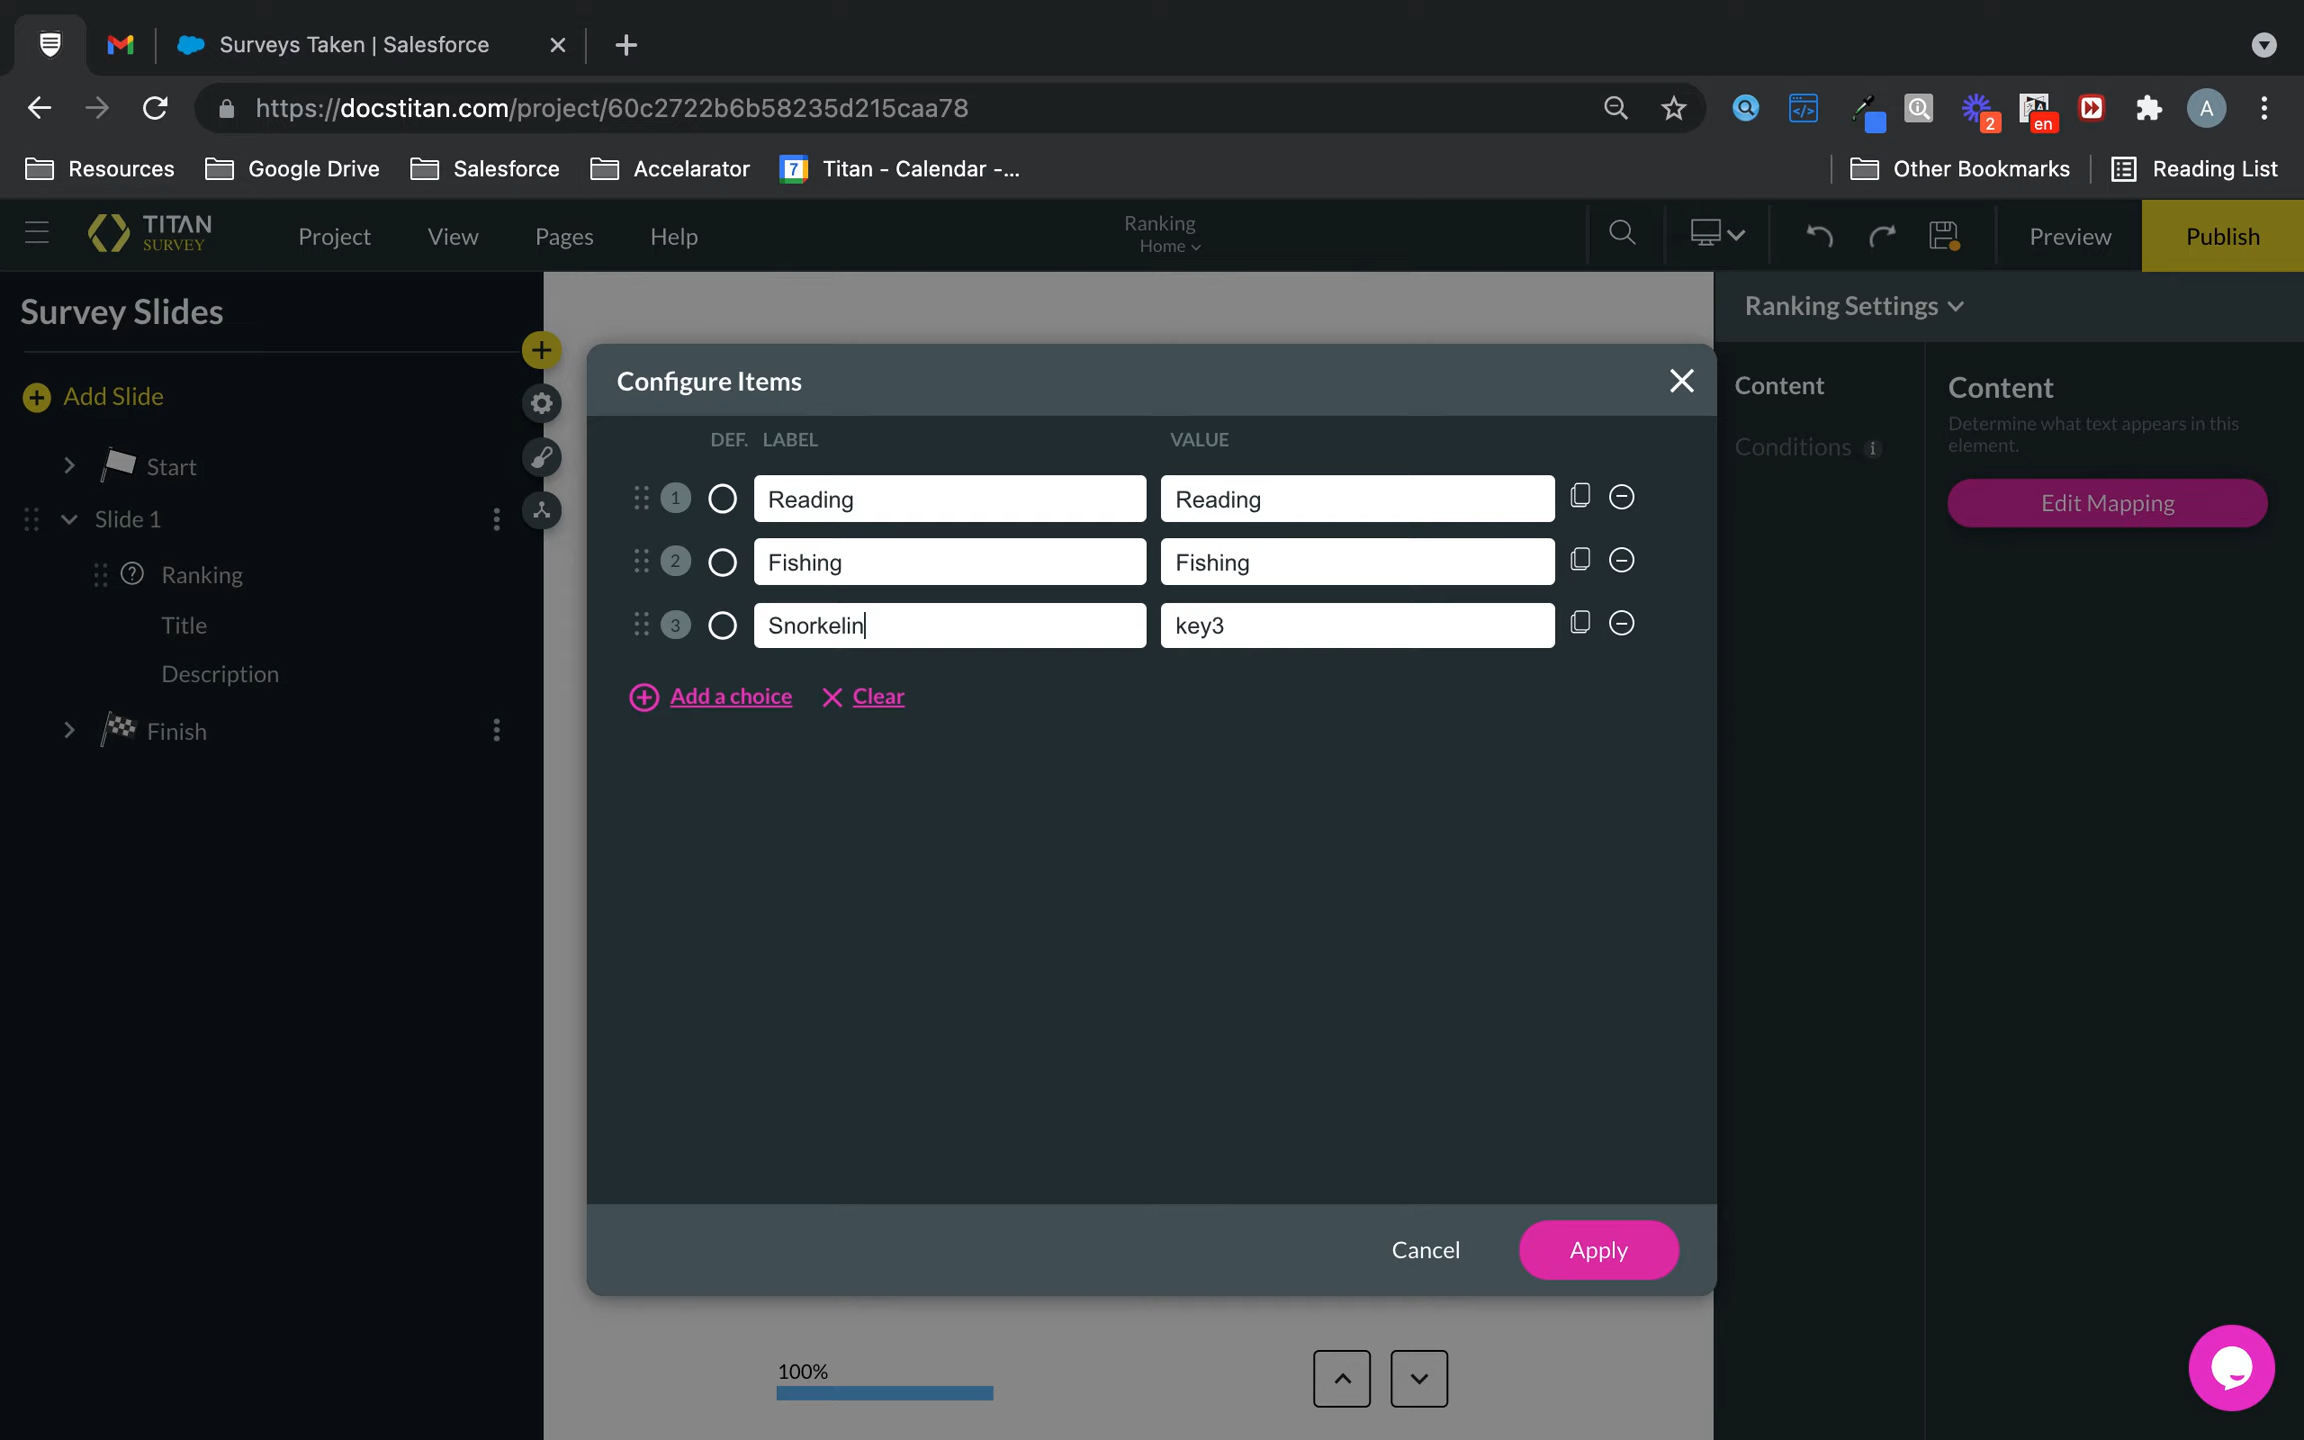 Surveys Taken | Salesforce
https://docstitan.com/project/60c2722b6b58235d215caa78
2
en
A
Resources
Google Drive
Salesforce
Accelarator
7
Titan - Calendar -...
Other Bookmarks
Reading List
TITAN
SURVEY
Project
View
Pages
Help
Ranking
Home
Preview
Publish
Survey Slides
Add Slide
Start
Slide 1
Ranking
Title
Description
Finish
Configure Items
DEF. LABEL
VALUE
1
Reading
Reading
2
Fishing
Fishing
3
Snorkelin
key3
Add a choice
Clear
Cancel
Apply
100%
Ranking Settings
Content
Conditions i
Content
Determine what text appears in this
element.
Edit Mapping